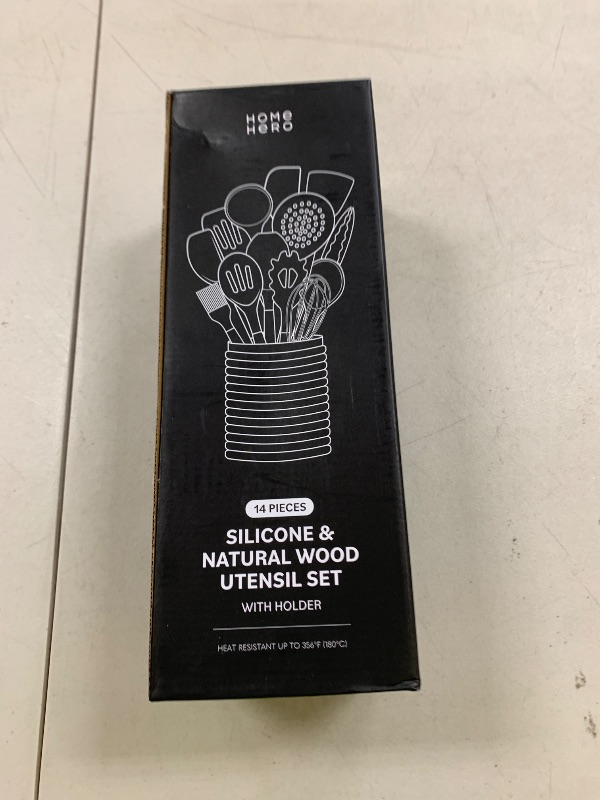 HOME
HERO
14 PIECES
SILICONE &
NATURAL WOOD
UTENSIL SET
WITH HOLDER
HEAT RESISTANT UP TO 356°F (180°C)